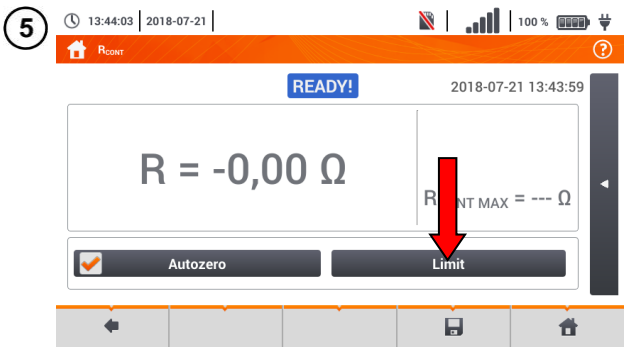 5
13:44:03 2018-07-21 100 %
RCONT ?
READY! 2018-07-21 13:43:59
R = -0,00 Ω
NT MAX = --- Ω
Autozero Limit